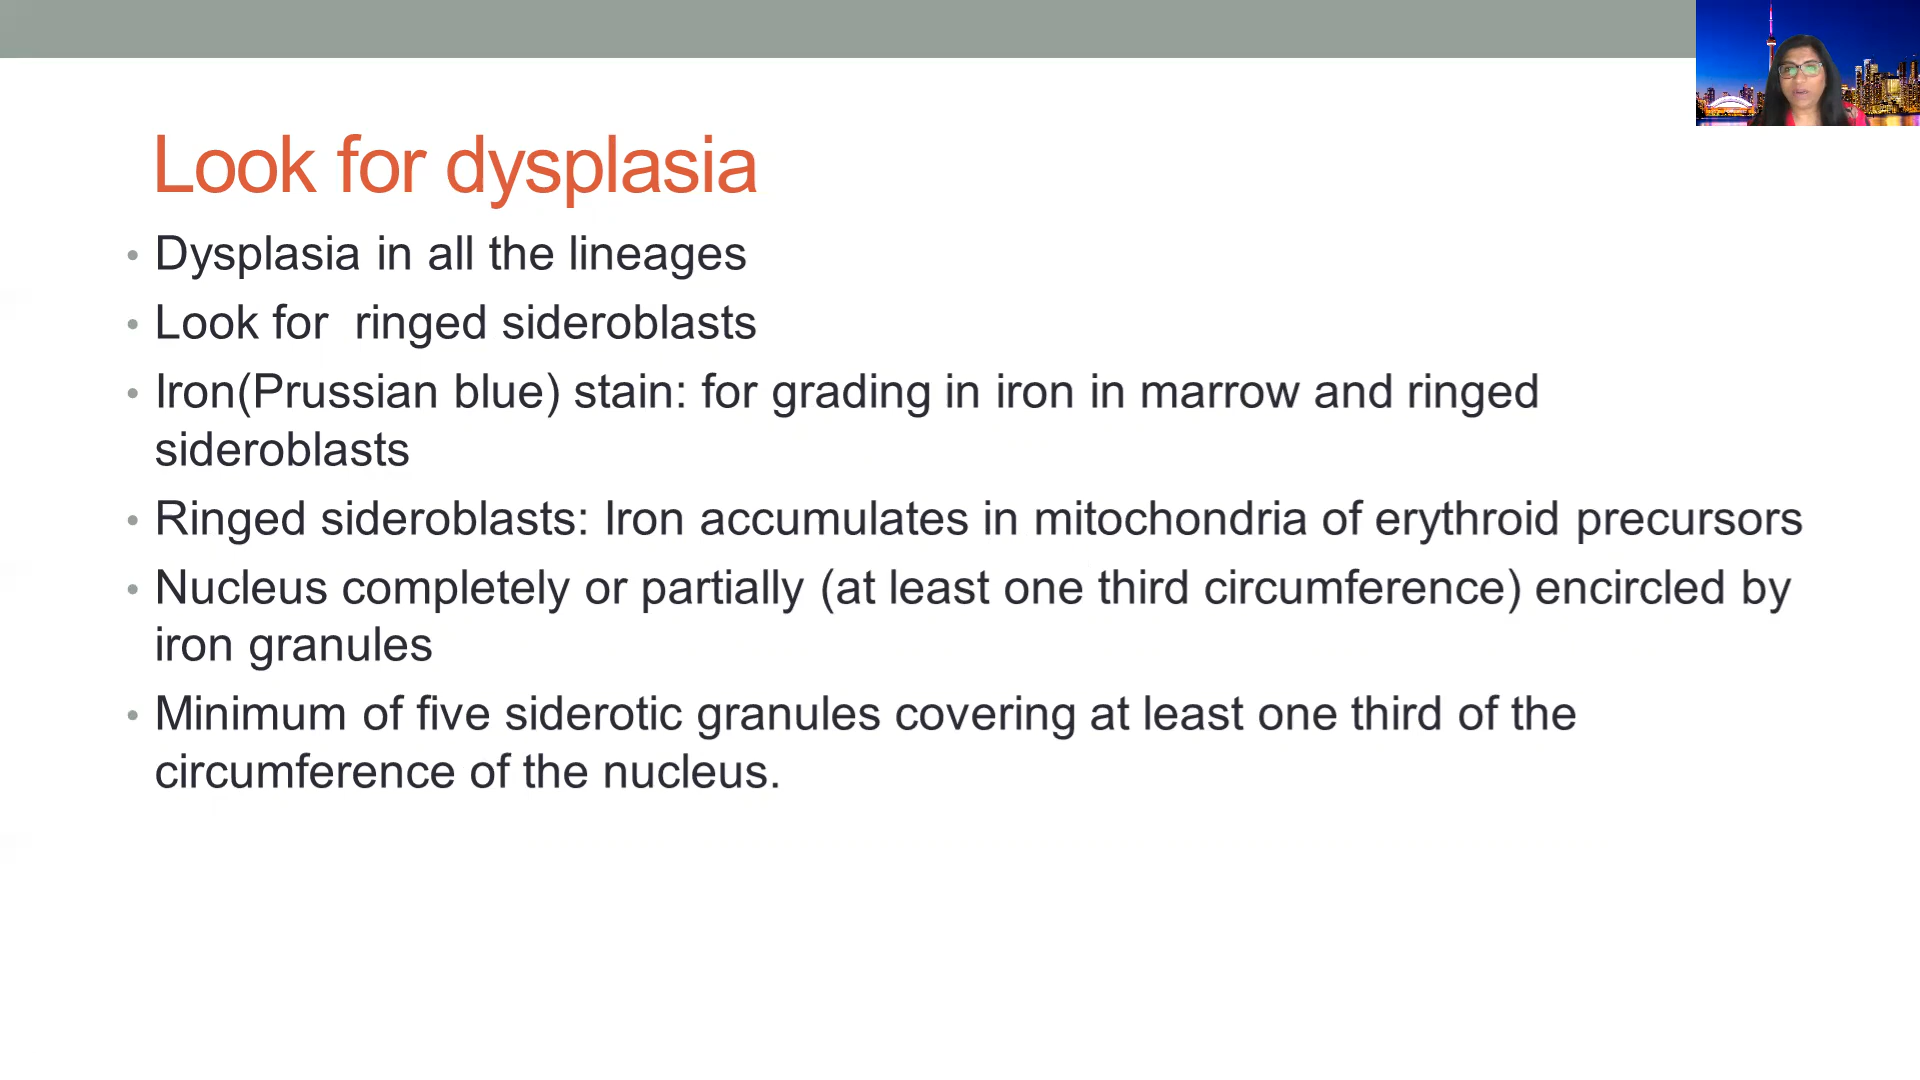 Look for dysplasia
• Dysplasia in all the lineages
• Look for  ringed sideroblasts
• Iron(Prussian blue) stain: for grading in iron in marrow and ringed
sideroblasts
• Ringed sideroblasts: Iron accumulates in mitochondria of erythroid precursors
• Nucleus completely or partially (at least one third circumference) encircled by
iron granules
• Minimum of five siderotic granules covering at least one third of the
circumference of the nucleus.